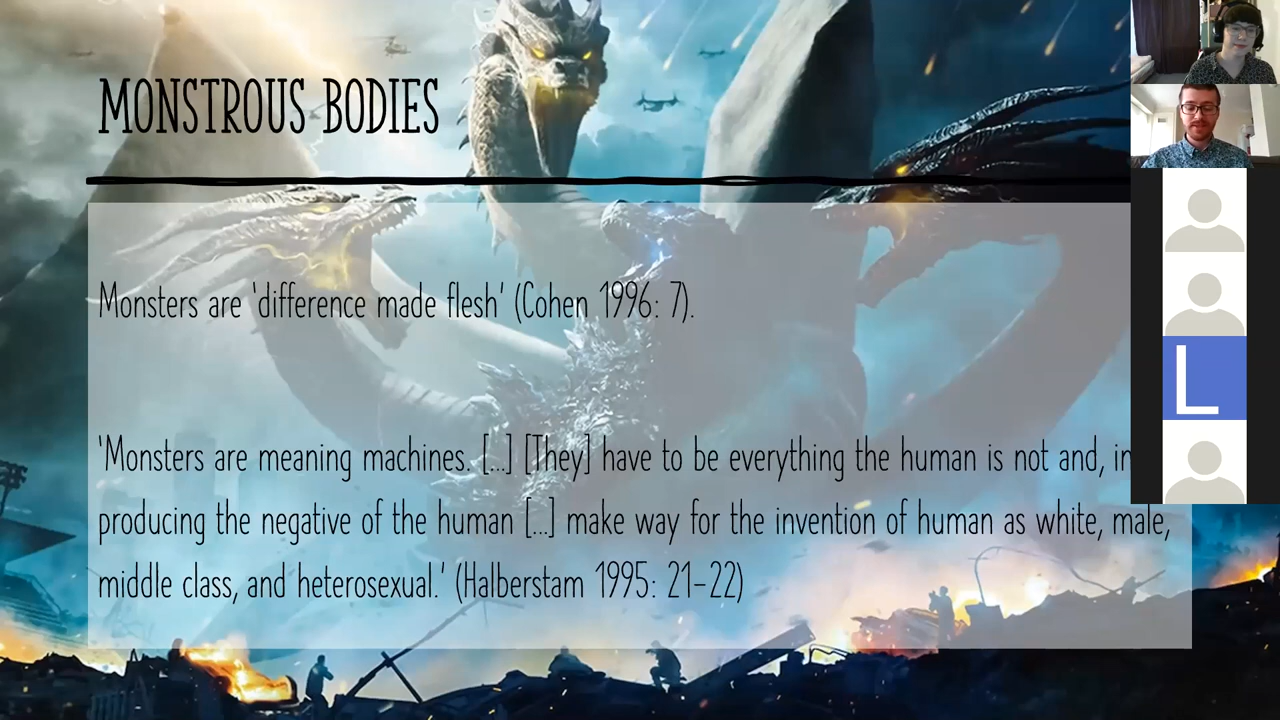 MONSTROUS BODIES
Monsters are ‘difference made flesh’ (Cohen 1996: 7).
‘Monsters are meaning machines. [...] [They] have to be everything the human is not and, in
producing the negative of the human [...] make way for the invention of human as white, male,
middle class, and heterosexual.’ (Halberstam 1995: 21-22)
L